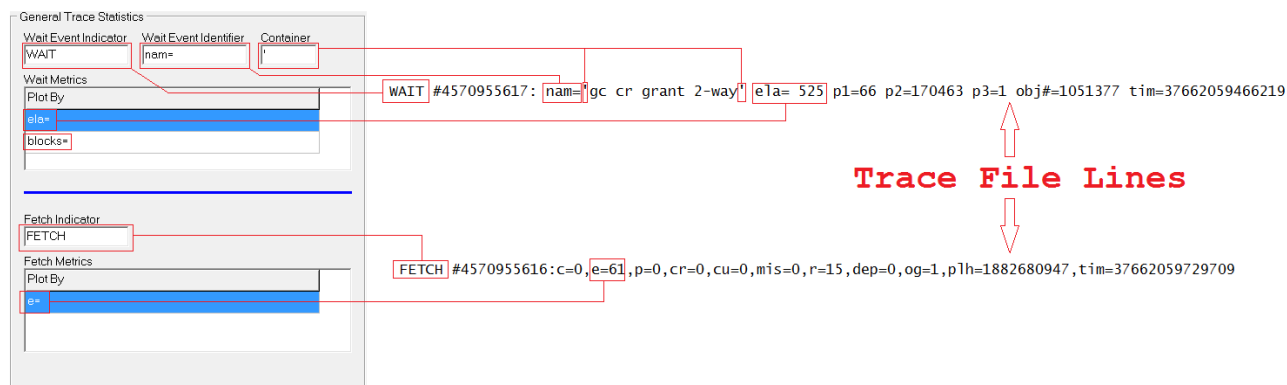 General Trace Statistics
Wait Event Indicator Wait Event Identifier Container
WAIT nam= '
Wait Metrics
Plot By
ela=
blocks=
WAIT #4570955617: nam='gc cr grant 2-way' ela= 525 p1=66 p2=170463 p3=1 obj#=1051377 tim=37662059466219
Trace File Lines
Fetch Indicator
FETCH
Fetch Metrics
Plot By
e=
FETCH #4570955616:c=0,e=61,p=0,cr=0,cu=0,mis=0,r=15,dep=0,og=1,plh=1882680947,tim=37662059729709